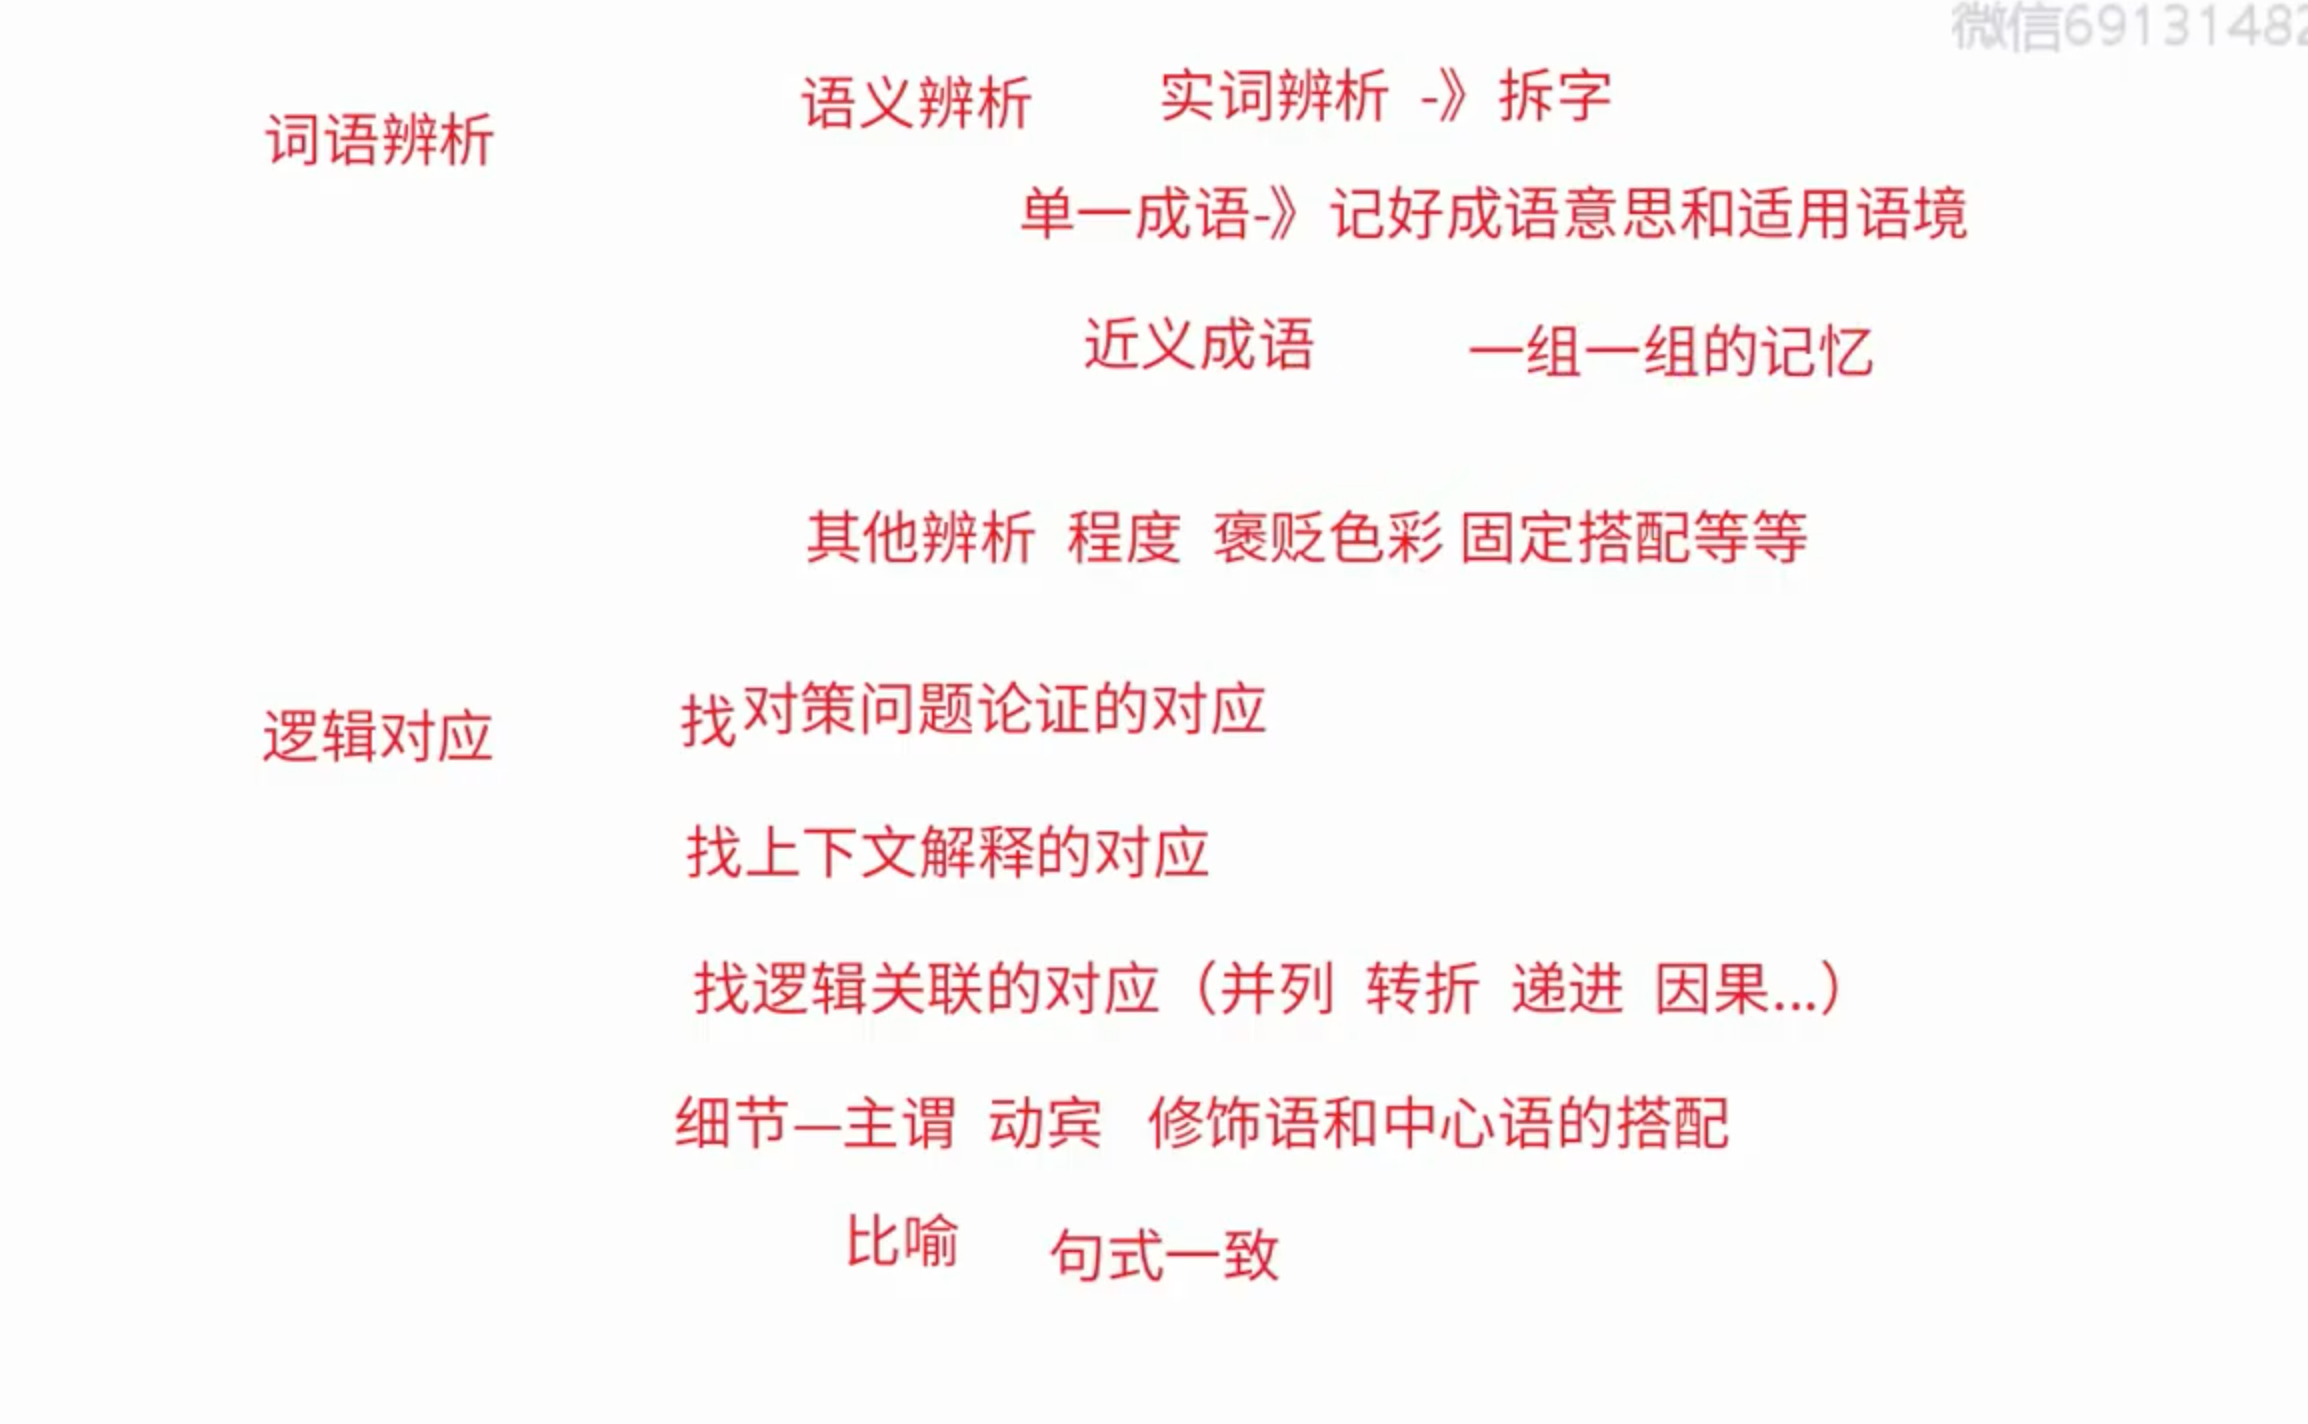 微信6913148
语义辨析 实词辨析 -》拆字
词语辨析
单一成语-》记好成语意思和适用语境
近义成语 一组一组的记忆
其他辨析 程度 褒贬色彩 固定搭配等等
逻辑对应 找对策问题论证的对应
找上下文解释的对应
找逻辑关联的对应（并列 转折 递进 因果...）
细节—主谓 动宾 修饰语和中心语的搭配
比喻 句式一致